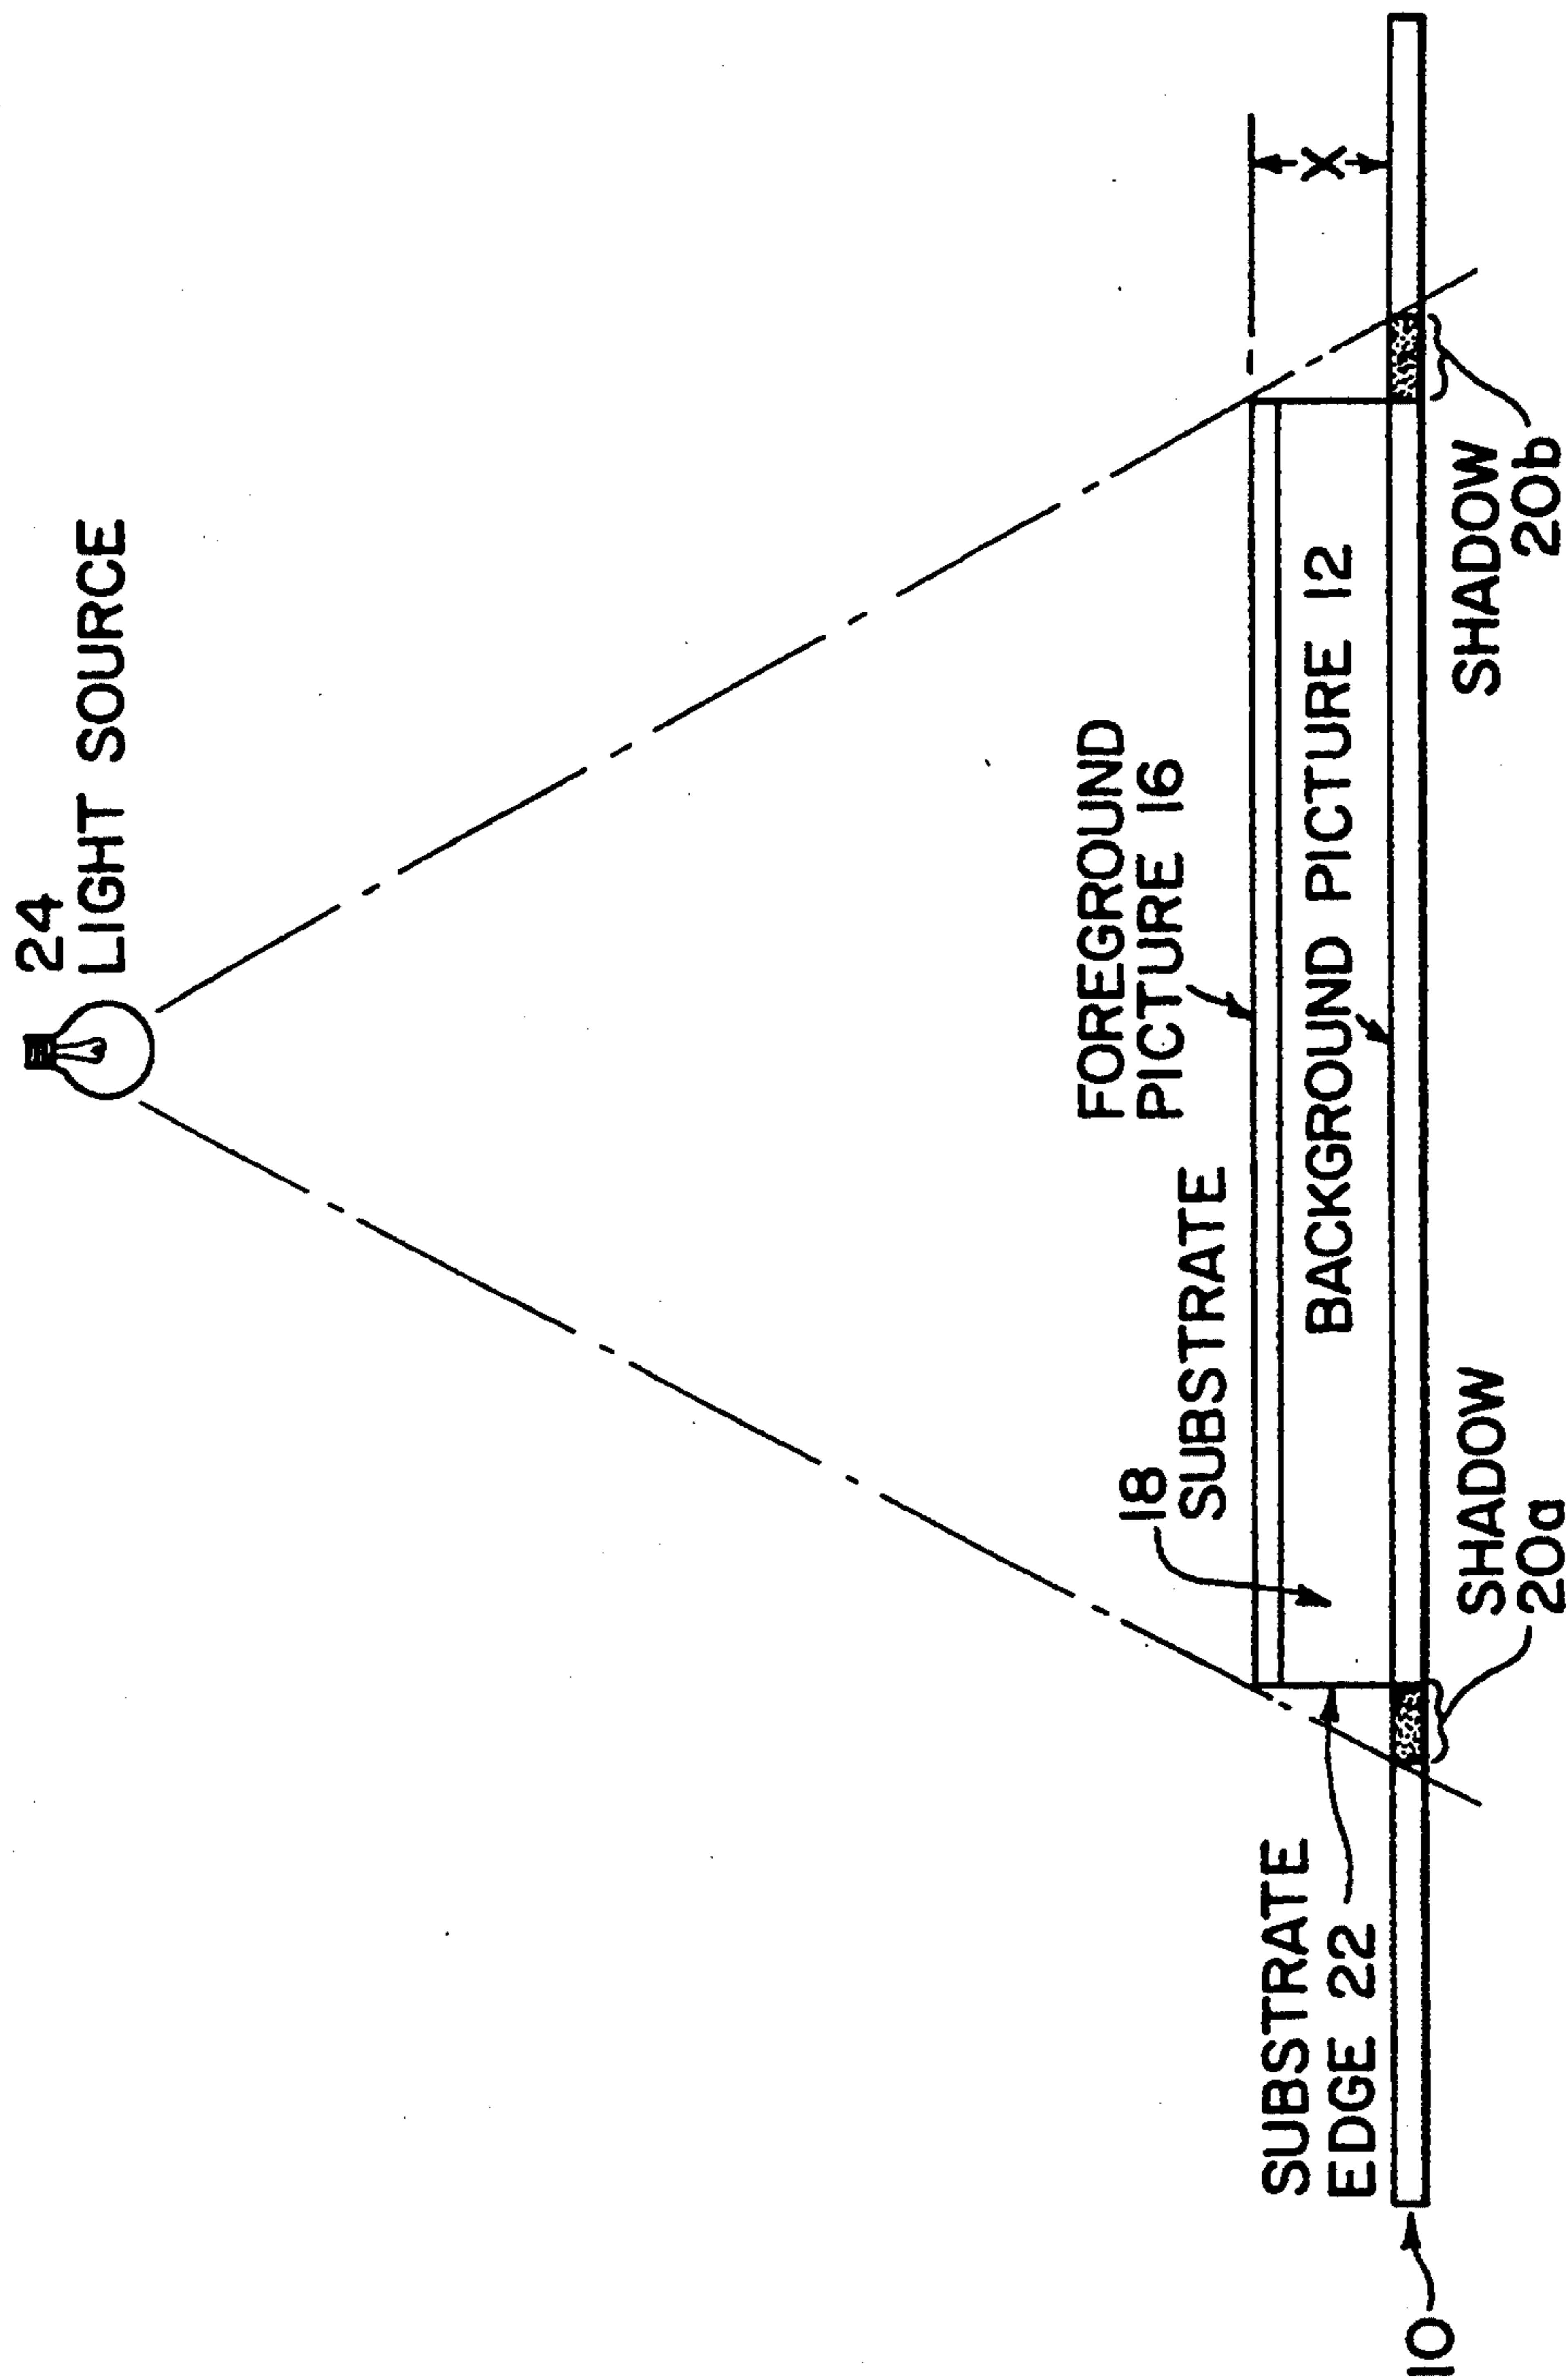 24
LIGHT SOURCE
FOREGROUND
PICTURE 16
18
SUBSTRATE
BACKGROUND PICTURE 12
X
SUBSTRATE
EDGE 22
10
SHADOW
20a
SHADOW
20b